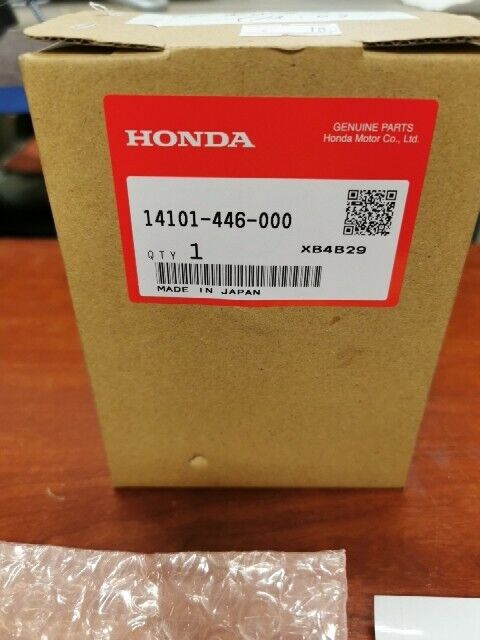 HONDA
GENUINE PARTS
Honda Motor Co., Ltd.
14101-446-000
QTY 1
XB4B29
MADE IN JAPAN